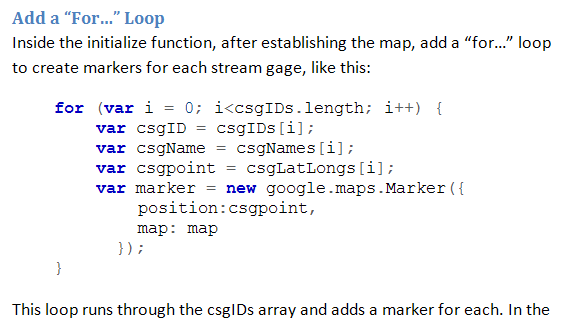 Add a “For…” Loop
Inside the initialize function, after establishing the map, add a “for…” loop
to create markers for each stream gage, like this:
for (var i = 0; i<csgIDs.length; i++) {
var csgID = csgIDs[i];
var csgName = csgNames[i];
var csgpoint = csgLatLongs[i];
var marker = new google.maps.Marker({
position:csgpoint,
map: map
});
}
This loop runs through the csgIDs array and adds a marker for each. In the